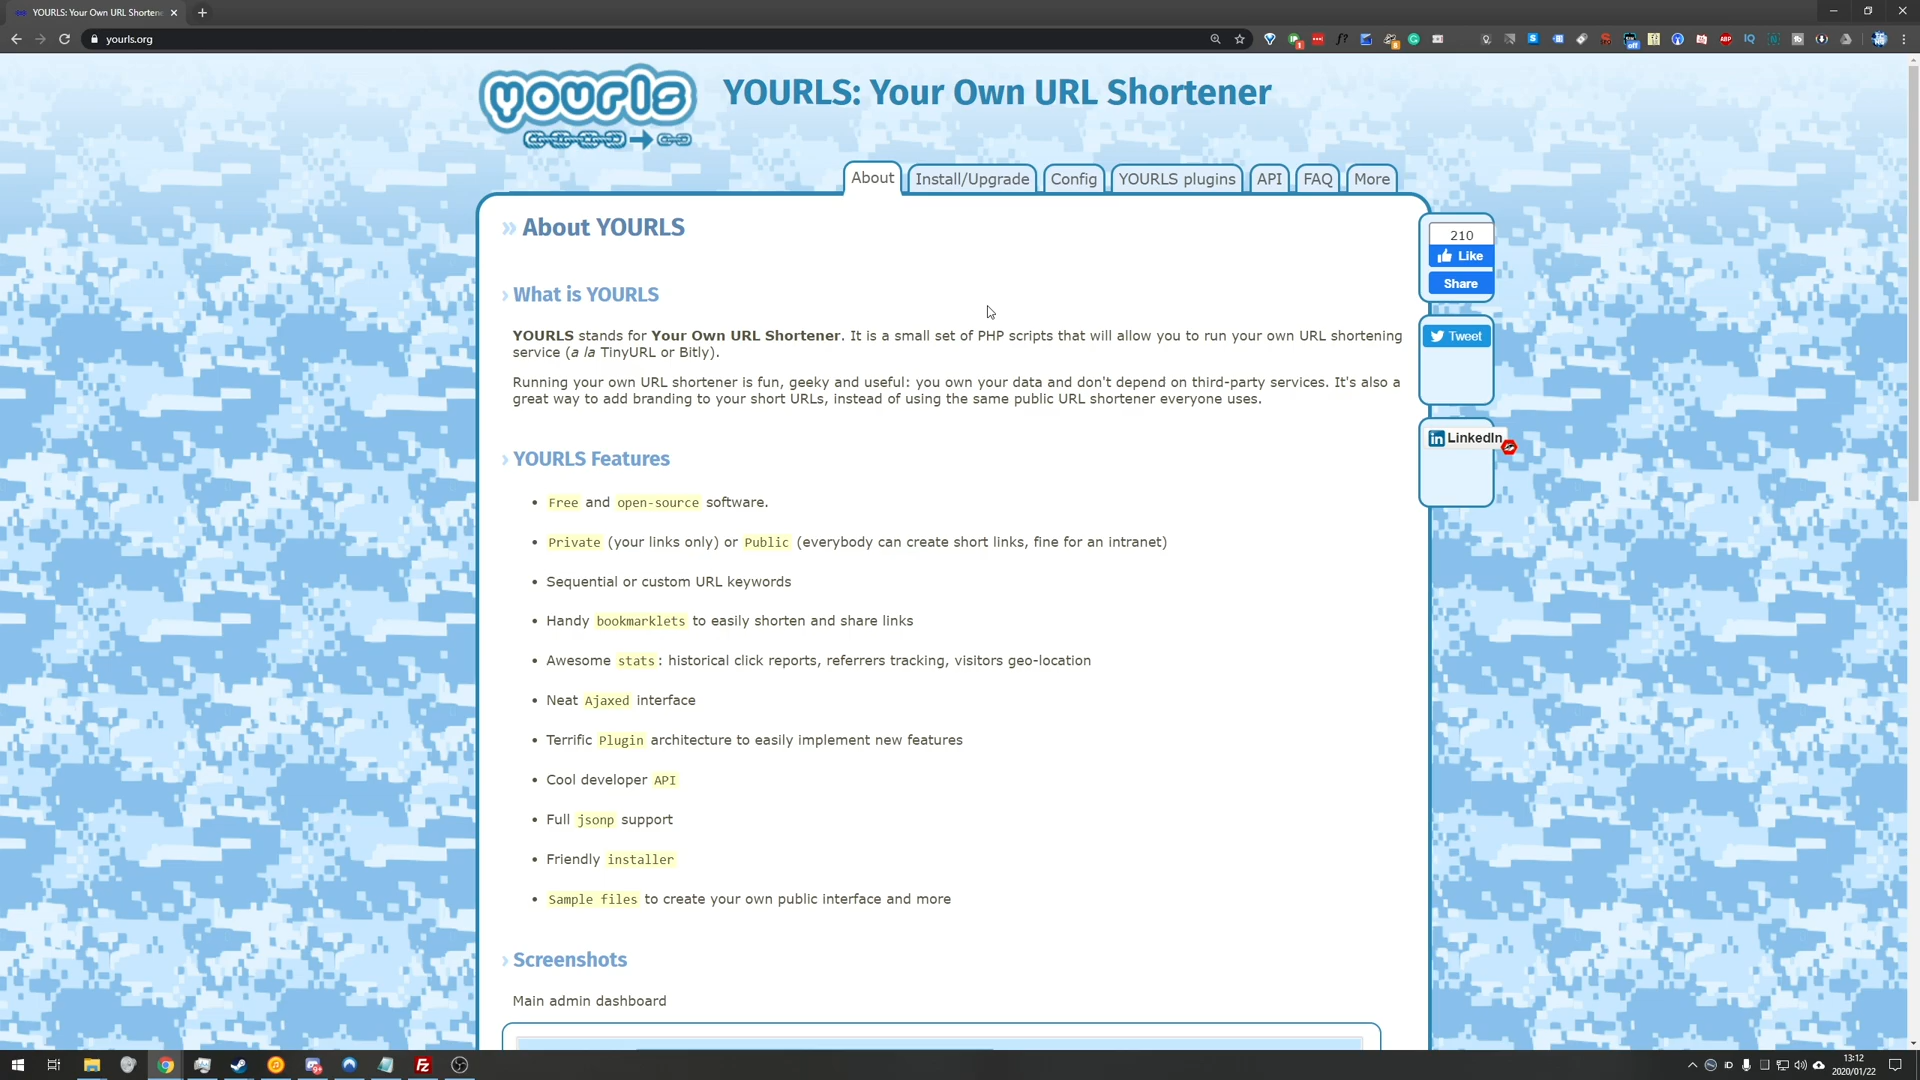 YOURLS: Your Own URL Shortene
yourls.org
yourls
YOURLS: Your Own URL Shortener
About
Install/Upgrade
Config
YOURLS plugins
API
FAQ
More
» About YOURLS
› What is YOURLS
YOURLS stands for Your Own URL Shortener. It is a small set of PHP scripts that will allow you to run your own URL shortening
service (a la TinyURL or Bitly).
Running your own URL shortener is fun, geeky and useful: you own your data and don't depend on third-party services. It's also a
great way to add branding to your short URLs, instead of using the same public URL shortener everyone uses.
› YOURLS Features
• Free and open-source software.
• Private (your links only) or Public (everybody can create short links, fine for an intranet)
• Sequential or custom URL keywords
• Handy bookmarklets to easily shorten and share links
• Awesome stats: historical click reports, referrers tracking, visitors geo-location
• Neat Ajaxed interface
• Terrific Plugin architecture to easily implement new features
• Cool developer API
• Full jsonp support
• Friendly installer
• Sample files to create your own public interface and more
› Screenshots
Main admin dashboard
210
Like
Share
Tweet
in LinkedIn
13:12
2020/01/22